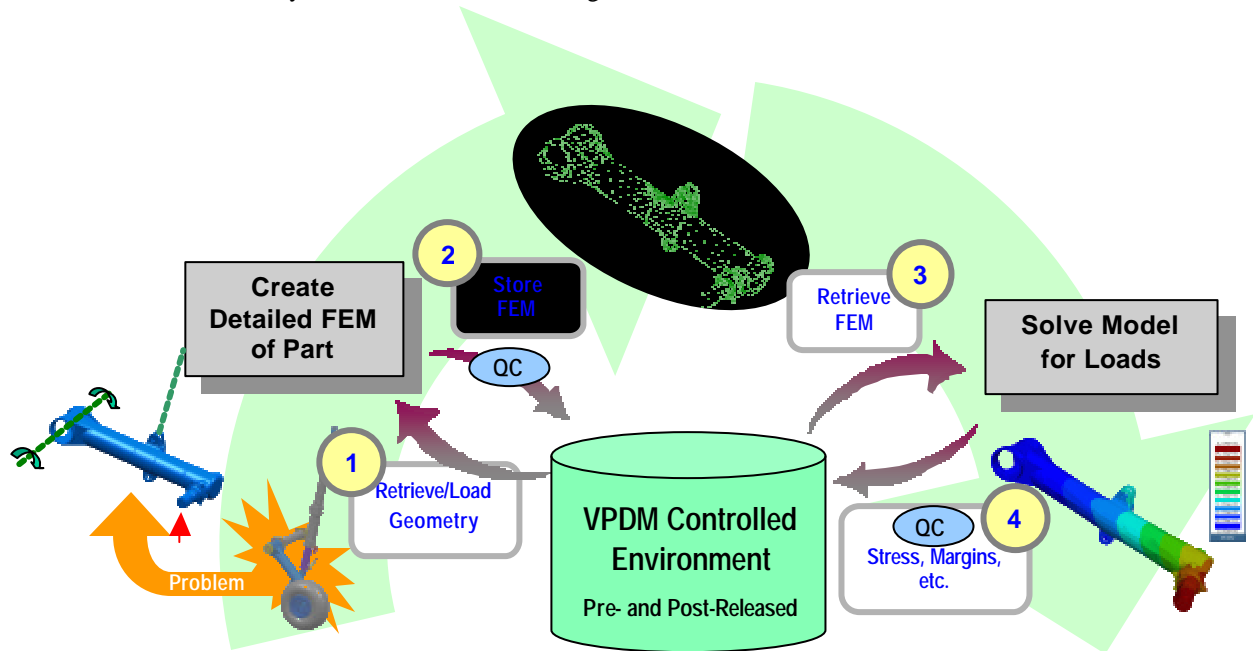 2
Store
FEM
3
Retrieve
FEM
Create
Detailed FEM
of Part
Solve Model
for Loads
QC
1
Retrieve/Load
Geometry
VPDM Controlled
Environment
Pre- and Post-Released
QC
4
Stress, Margins,
etc.
Problem